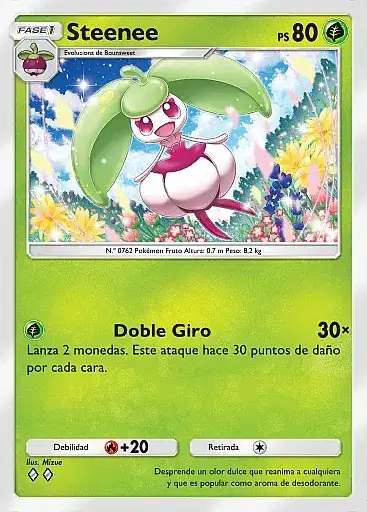 FASE 1
Steenee
PS 80
Evoluciona de Bounsweet
N.º 0762 Pokémon Fruto Altura: 0.7 m Peso: 8.2 kg
Doble Giro 30×
Lanza 2 monedas. Este ataque hace 30 puntos de daño
por cada cara.
Debilidad +20
Retirada
Ilus. Mizue
Desprende un olor dulce que reanima a cualquiera
y que es popular como aroma de desodorante.